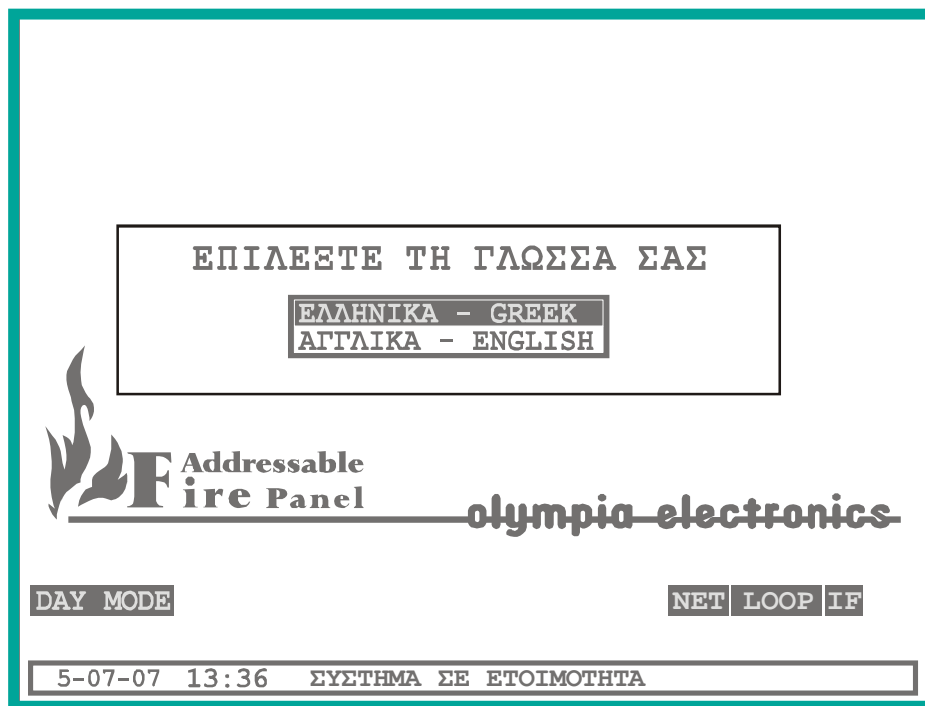 ΕΠΙΛΕΞΤΕ ΤΗ ΓΛΩΣΣΑ ΣΑΣ
ΕΛΛΗΝΙΚΑ - GREEK
ΑΓΓΛΙΚΑ - ENGLISH
Addressable
Fire Panel
olympia electronics
DAY MODE NET LOOP IF
5-07-07 13:36 ΣΥΣΤΗΜΑ ΣΕ ΕΤΟΙΜΟΤΗΤΑ